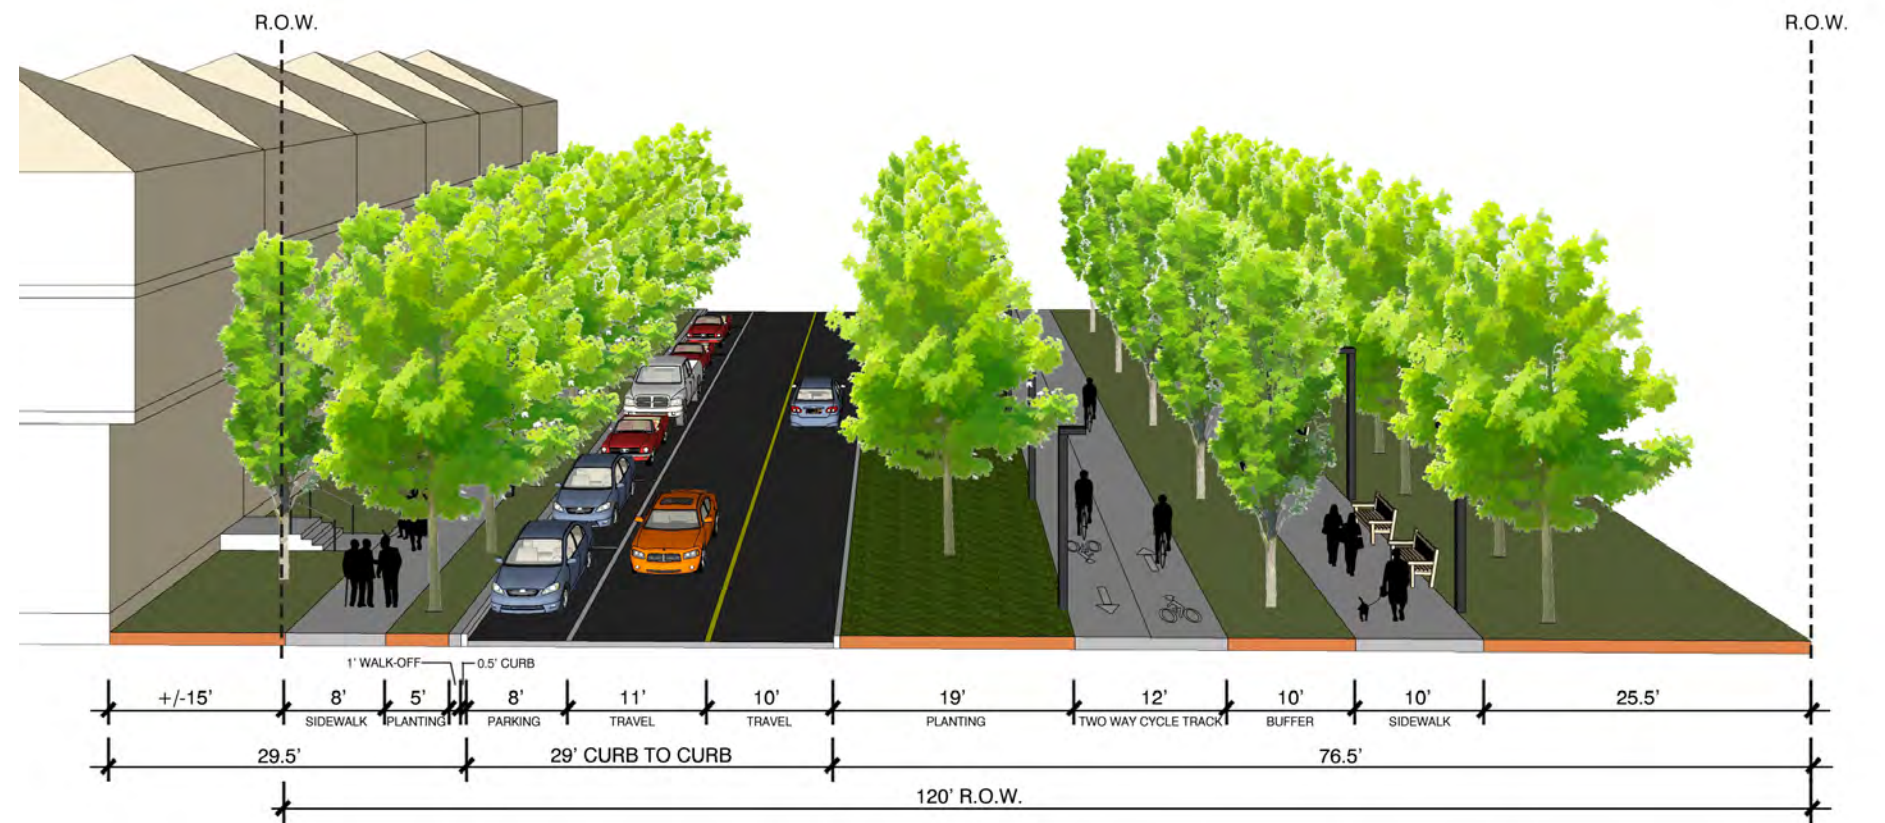 R.O.W.
R.O.W.
1' WALK-OFF
0.5' CURB
+/-15'
8'
5'
8'
11'
10'
19'
12'
10'
10'
25.5'
SIDEWALK
PLANTING
PARKING
TRAVEL
TRAVEL
PLANTING
TWO WAY CYCLE TRACK
BUFFER
SIDEWALK
29.5'
29' CURB TO CURB
76.5'
120' R.O.W.